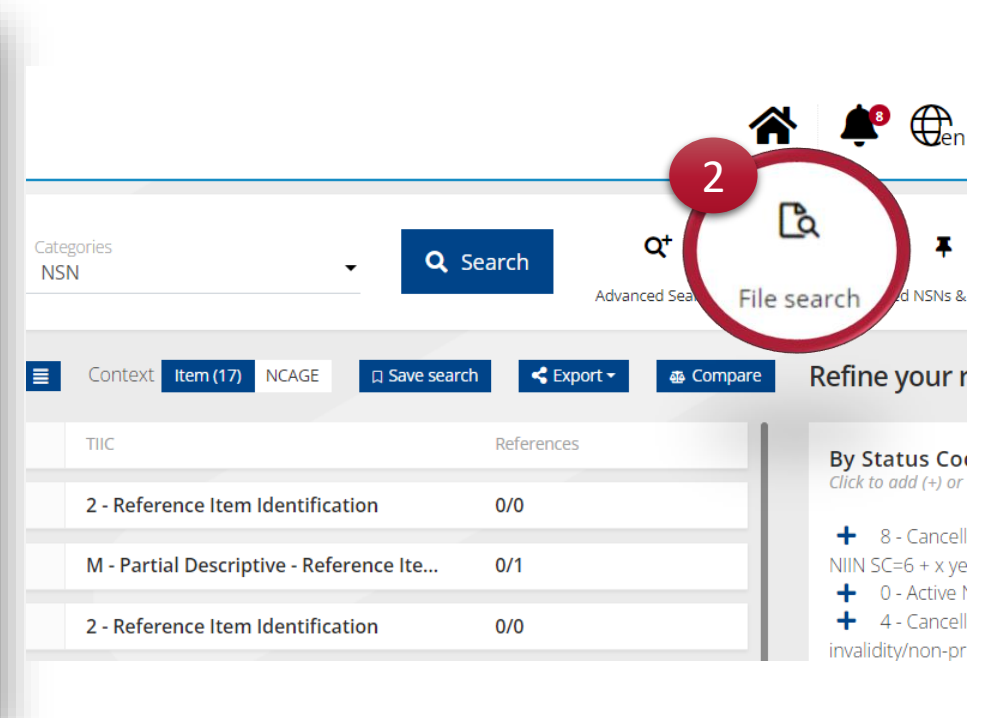 8
en
2
Categories
NSN
Search
Advanced Sea
File search
d NSNs &
Context Item (17) NCAGE Save search Export Compare
Refine your r
TIIC References
By Status Co
Click to add (+) or
2 - Reference Item Identification 0/0
8 - Cancell
M - Partial Descriptive - Reference Ite... 0/1
NIIN SC=6 + x ye
0 - Active
2 - Reference Item Identification 0/0
4 - Cancell
invalidity/non-pr